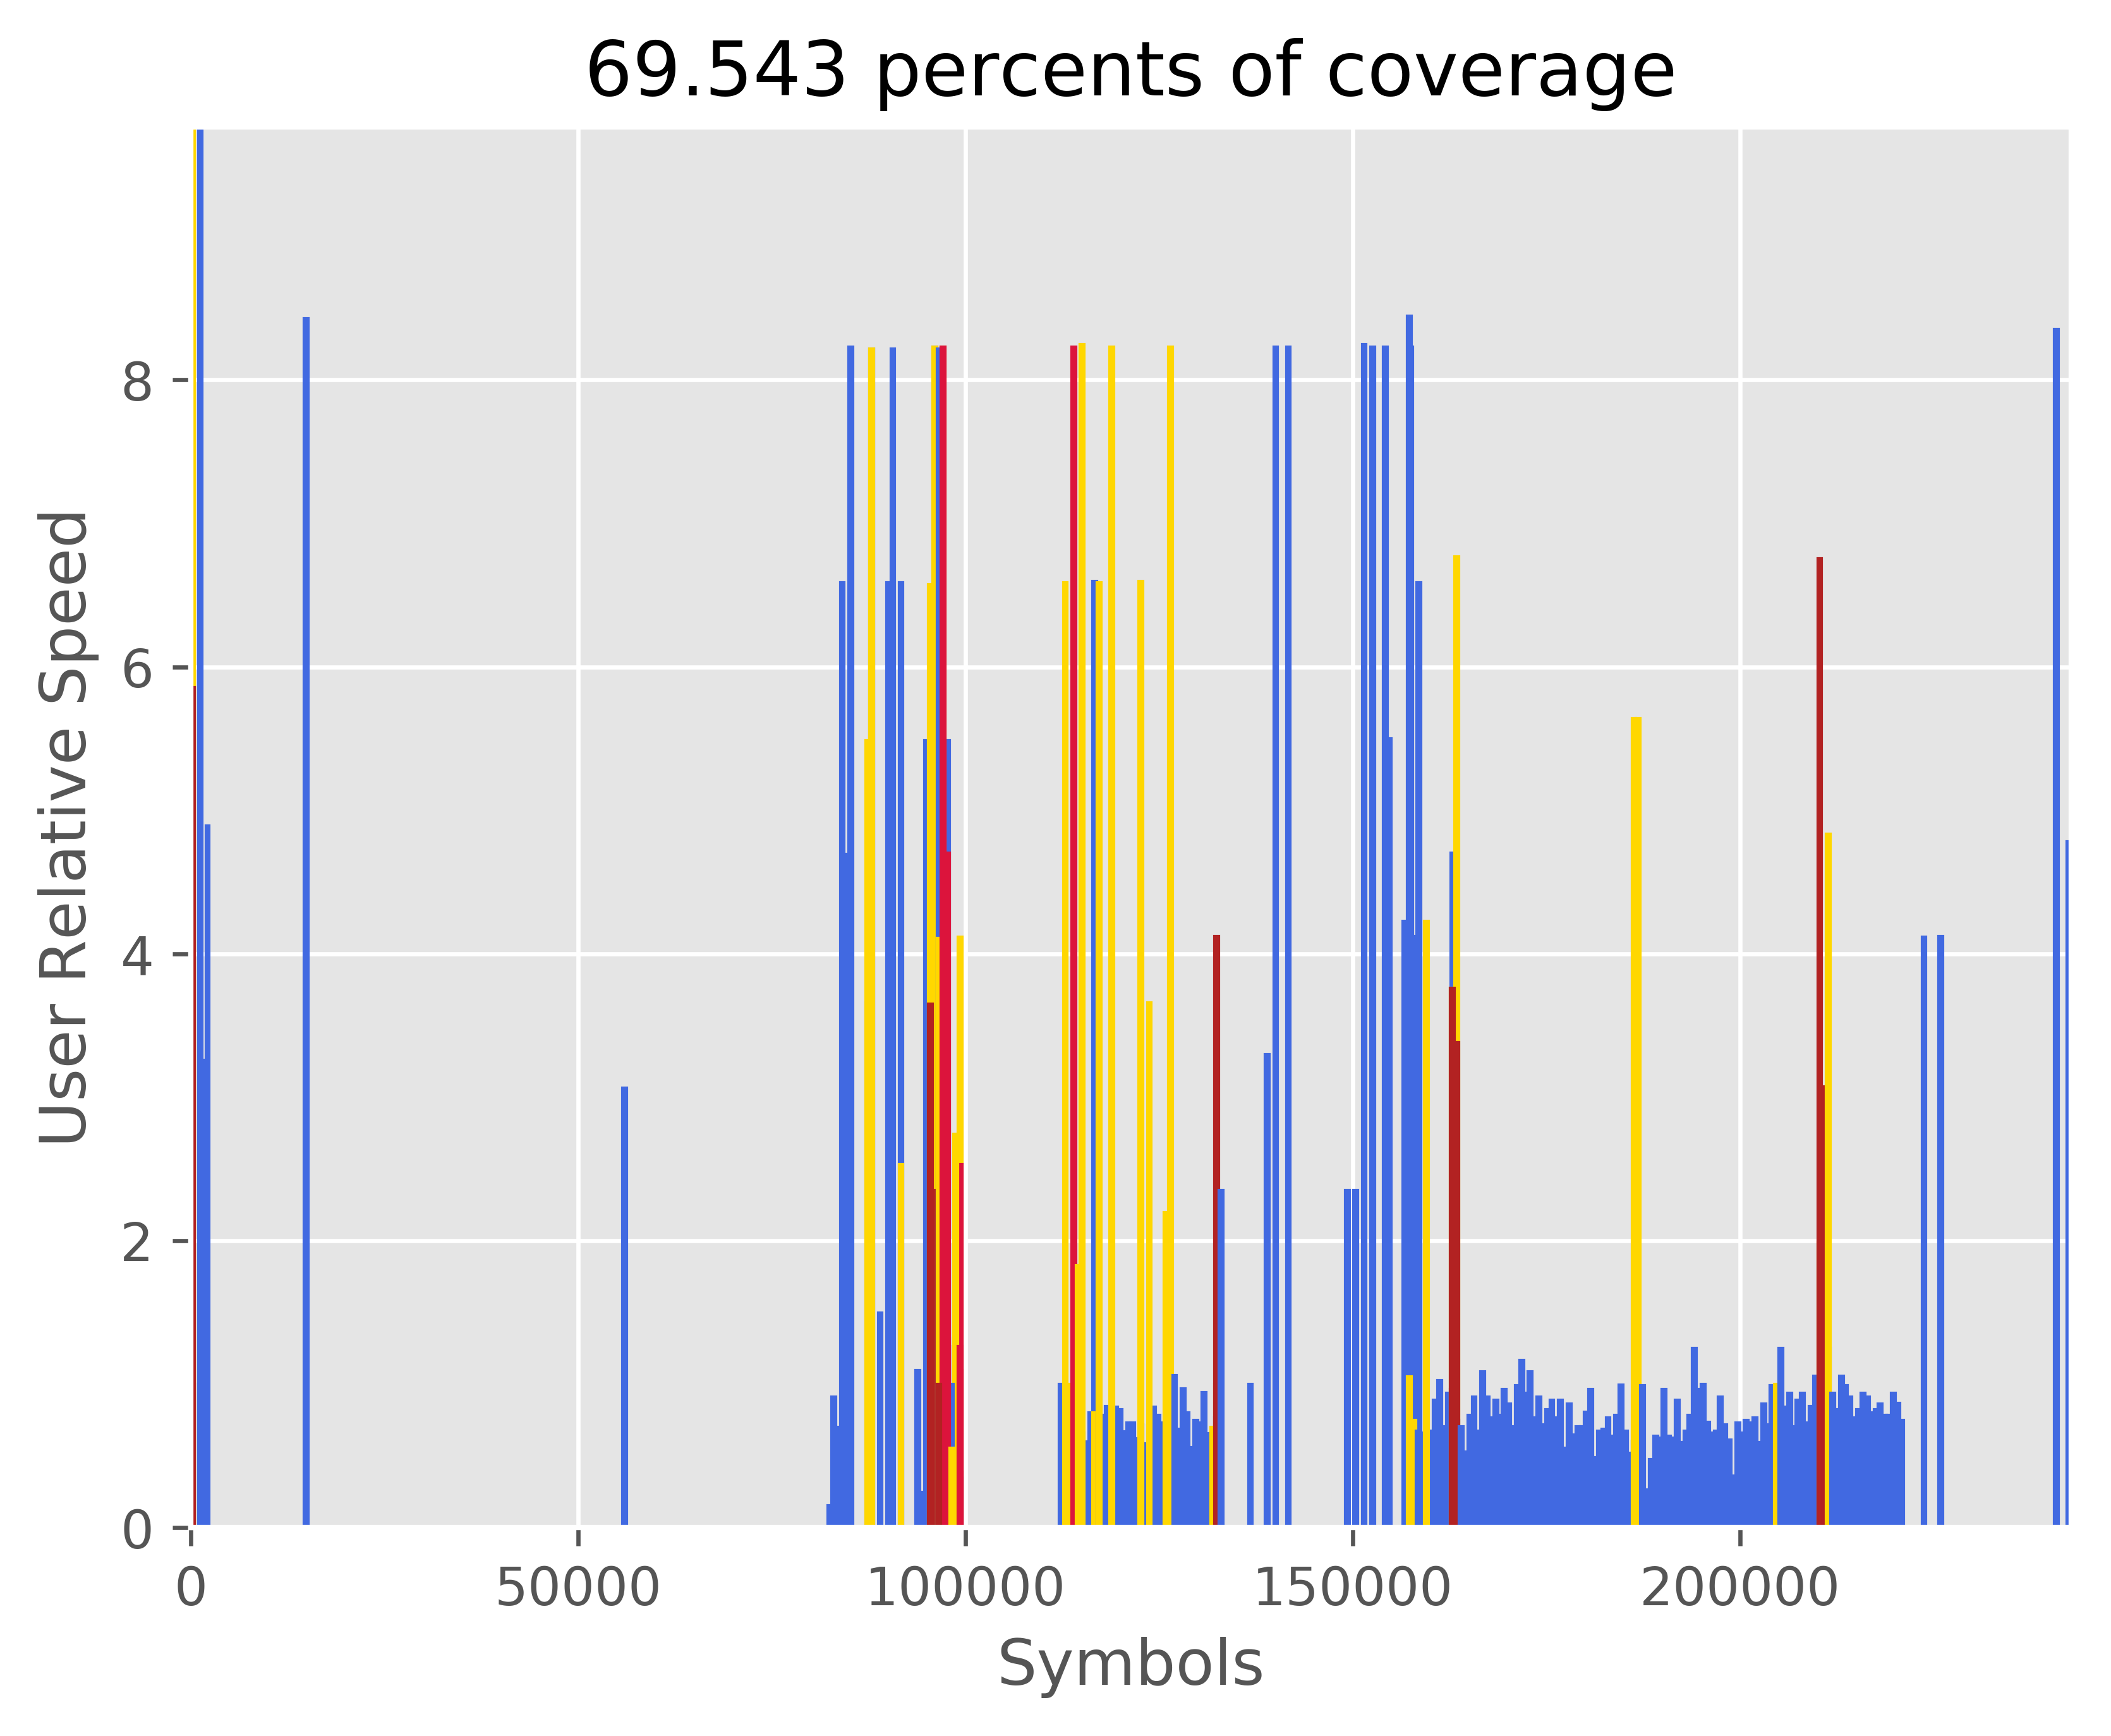 69.543 percents of coverage
User Relative Speed
8
6
4
2
0
0 50000 100000 150000 200000
Symbols